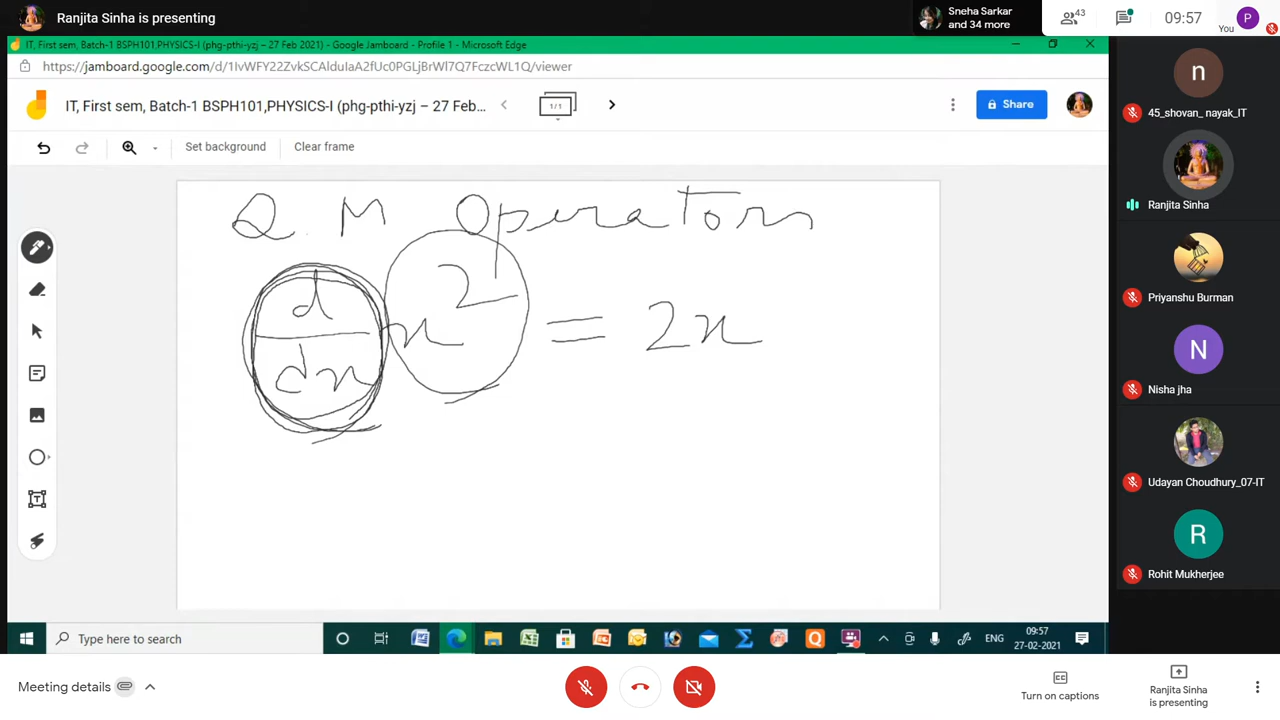 Ranjita Sinha is presenting
Sneha Sarkar
and 34 more
43
09:57
You
P
IT, First sem, Batch-1 BSPH101,PHYSICS-I (phg-pthi-yzj – 27 Feb 2021) - Google Jamboard - Profile 1 - Microsoft Edge
https://jamboard.google.com/d/1IvWFY22ZvkSCAlduIaA2fUc0PGLjBrWl7Q7FczcWL1Q/viewer
IT, First sem, Batch-1 BSPH101,PHYSICS-I (phg-pthi-yzj – 27 Feb...
1/1
Share
Set background
Clear frame
Q M Operators
d/dx x² = 2x
n
45_shovan_ nayak_IT
Ranjita Sinha
Priyanshu Burman
N
Nisha jha
Udayan Choudhury_07-IT
R
Rohit Mukherjee
Type here to search
ENG
09:57
27-02-2021
Meeting details
Turn on captions
Ranjita Sinha
is presenting